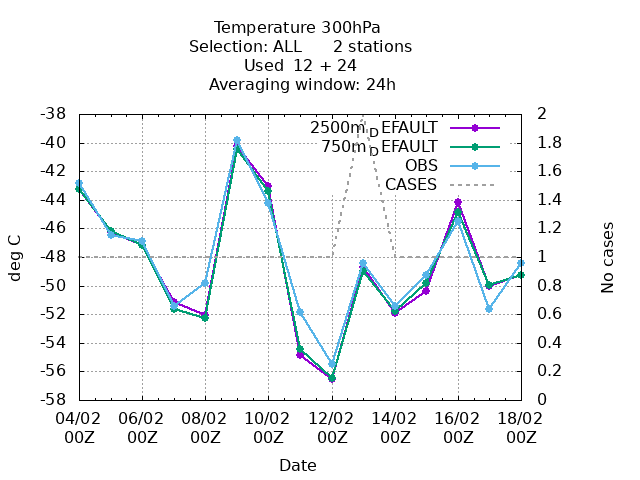 Temperature 300hPa
Selection: ALL      2 stations
Used  12 + 24
Averaging window: 24h
2500m_DEFAULT
750m_DEFAULT
OBS
CASES
-38
-40
-42
-44
-46
-48
-50
-52
-54
-56
-58
deg C
2
1.8
1.6
1.4
1.2
1
0.8
0.6
0.4
0.2
0
No cases
04/02 06/02 08/02 10/02 12/02 14/02 16/02 18/02
00Z 00Z 00Z 00Z 00Z 00Z 00Z 00Z
Date